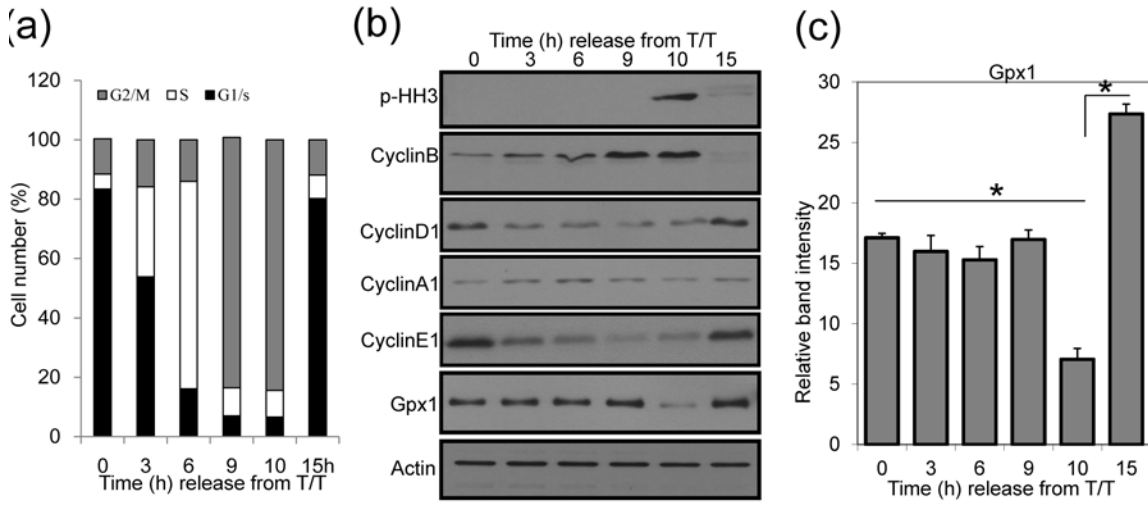 (a)
120
100
80
60
40
20
0
Cell number (%)
G2/M S G1/s
0 3 6 9 10 15h
Time (h) release from T/T
(b)
Time (h) release from T/T
0 3 6 9 10 15
p-HH3
CyclinB
CyclinD1
CyclinA1
CyclinE1
Gpx1
Actin
(c)
Gpx1
30
25
20
15
10
5
0
Relative band intensity
*
*
0 3 6 9 10 15
Time (h) release from T/T